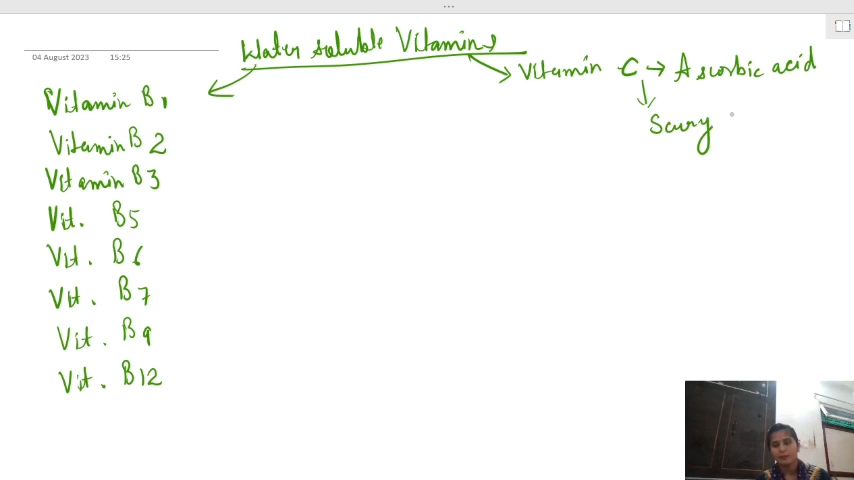 Water soluble Vitamins
04 August 2023 15:25
Vitamin C → Ascorbic acid
Scurvy
Vitamin B1
Vitamin B2
Vitamin B3
Vit. B5
Vit. B6
Vit. B7
Vit. B9
Vit. B12